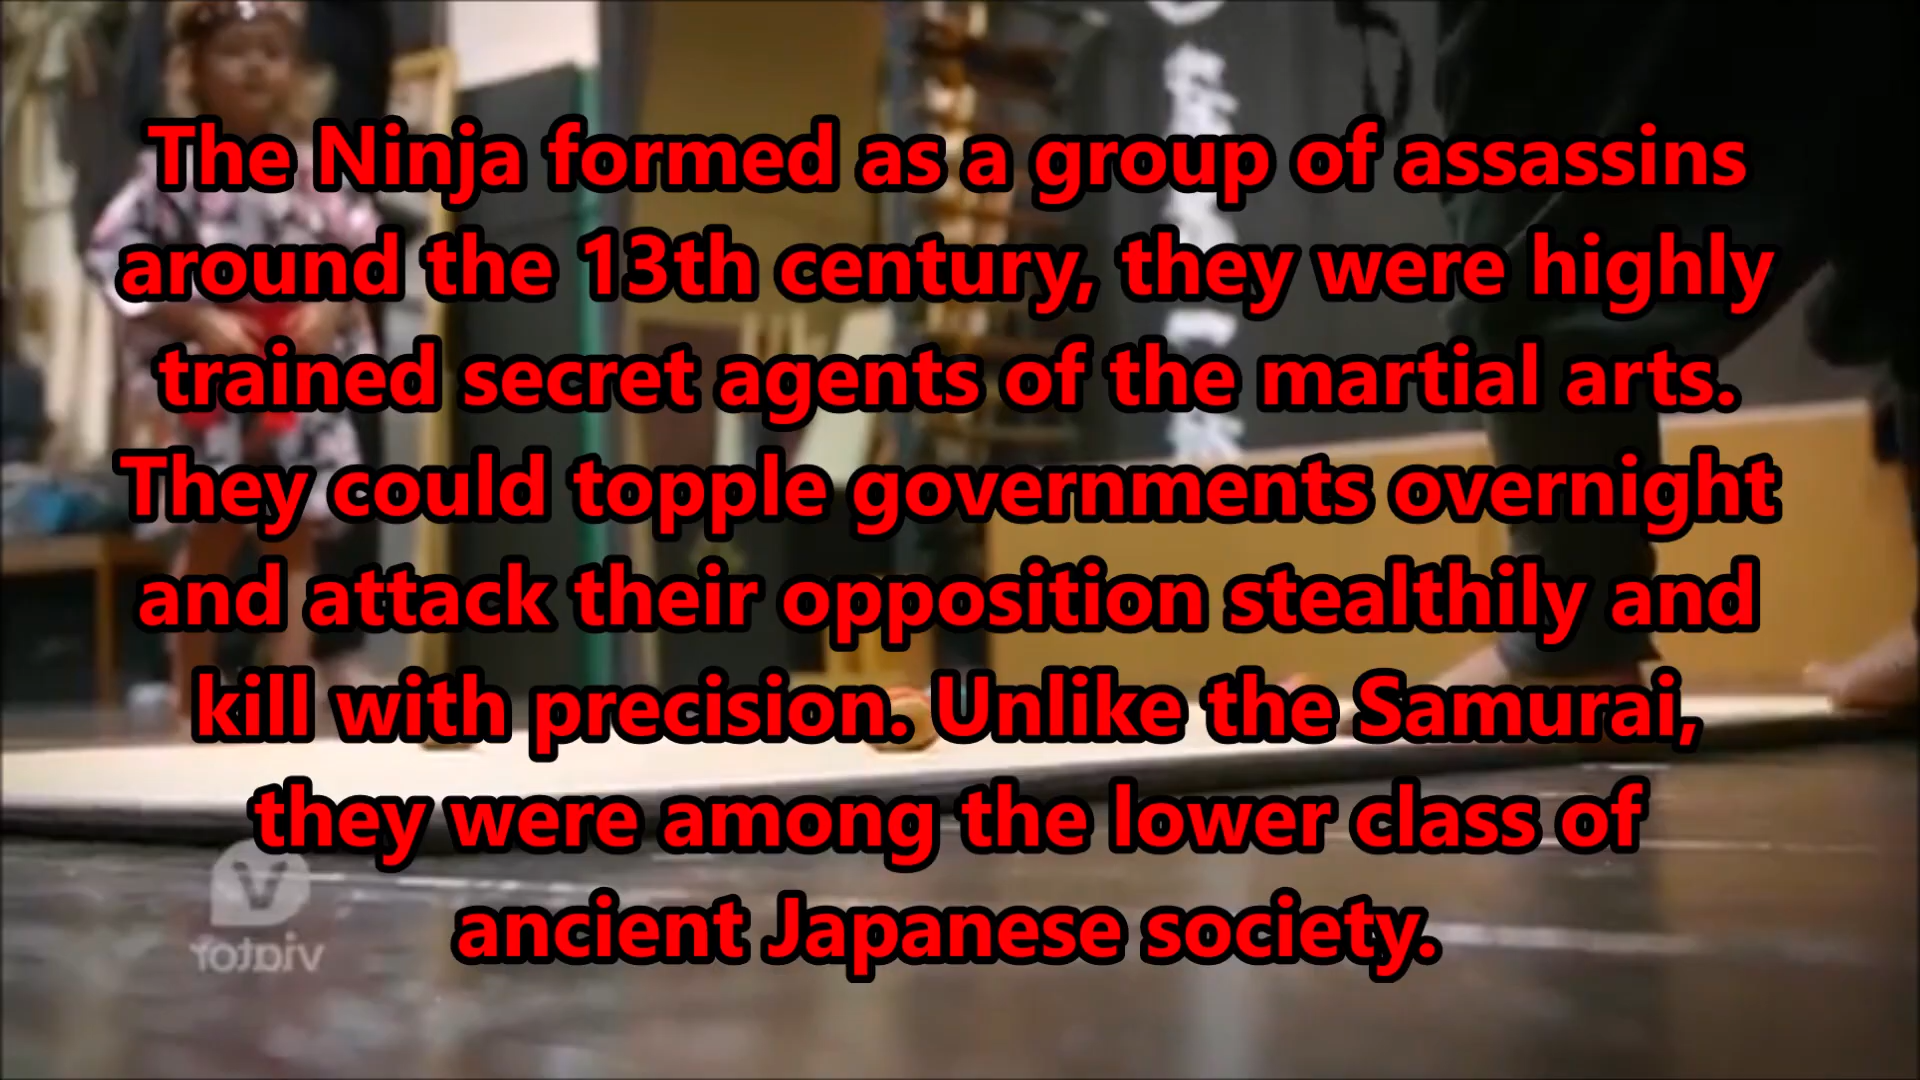 The Ninja formed as a group of assassins
around the 13th century, they were highly
trained secret agents of the martial arts.
They could topple governments overnight
and attack their opposition stealthily and
kill with precision. Unlike the Samurai,
they were among the lower class of
ancient Japanese society.
viator